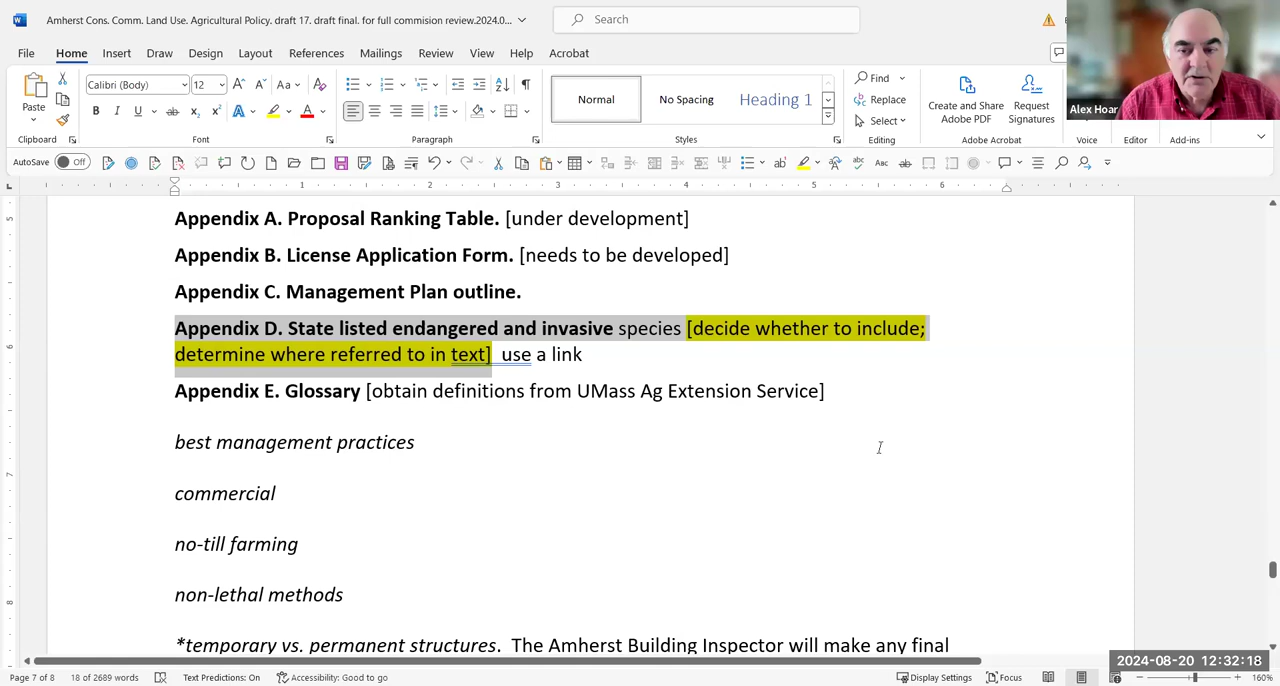 Amherst Cons. Comm. Land Use. Agricultural Policy. draft 17. draft final. for full commision review.2024.0...
Search
File Home Insert Draw Design Layout References Mailings Review View Help Acrobat
Alex Hoar
Paste
Calibri (Body) 12
Normal
No Spacing
Heading 1
Find
Replace
Select
Create and Share Adobe PDF
Request Signatures
Clipboard Font Paragraph Styles Editing Adobe Acrobat Voice Editor Add-ins
AutoSave Off
1 2 3 4 5 6
Appendix A. Proposal Ranking Table. [under development]
Appendix B. License Application Form. [needs to be developed]
Appendix C. Management Plan outline.
Appendix D. State listed endangered and invasive species [decide whether to include;
determine where referred to in text] use a link
Appendix E. Glossary [obtain definitions from UMass Ag Extension Service]
best management practices
commercial
no-till farming
non-lethal methods
*temporary vs. permanent structures. The Amherst Building Inspector will make any final
2024-08-20 12:32:18
Page 7 of 8 18 of 2689 words Text Predictions: On Accessibility: Good to go Display Settings Focus 160%